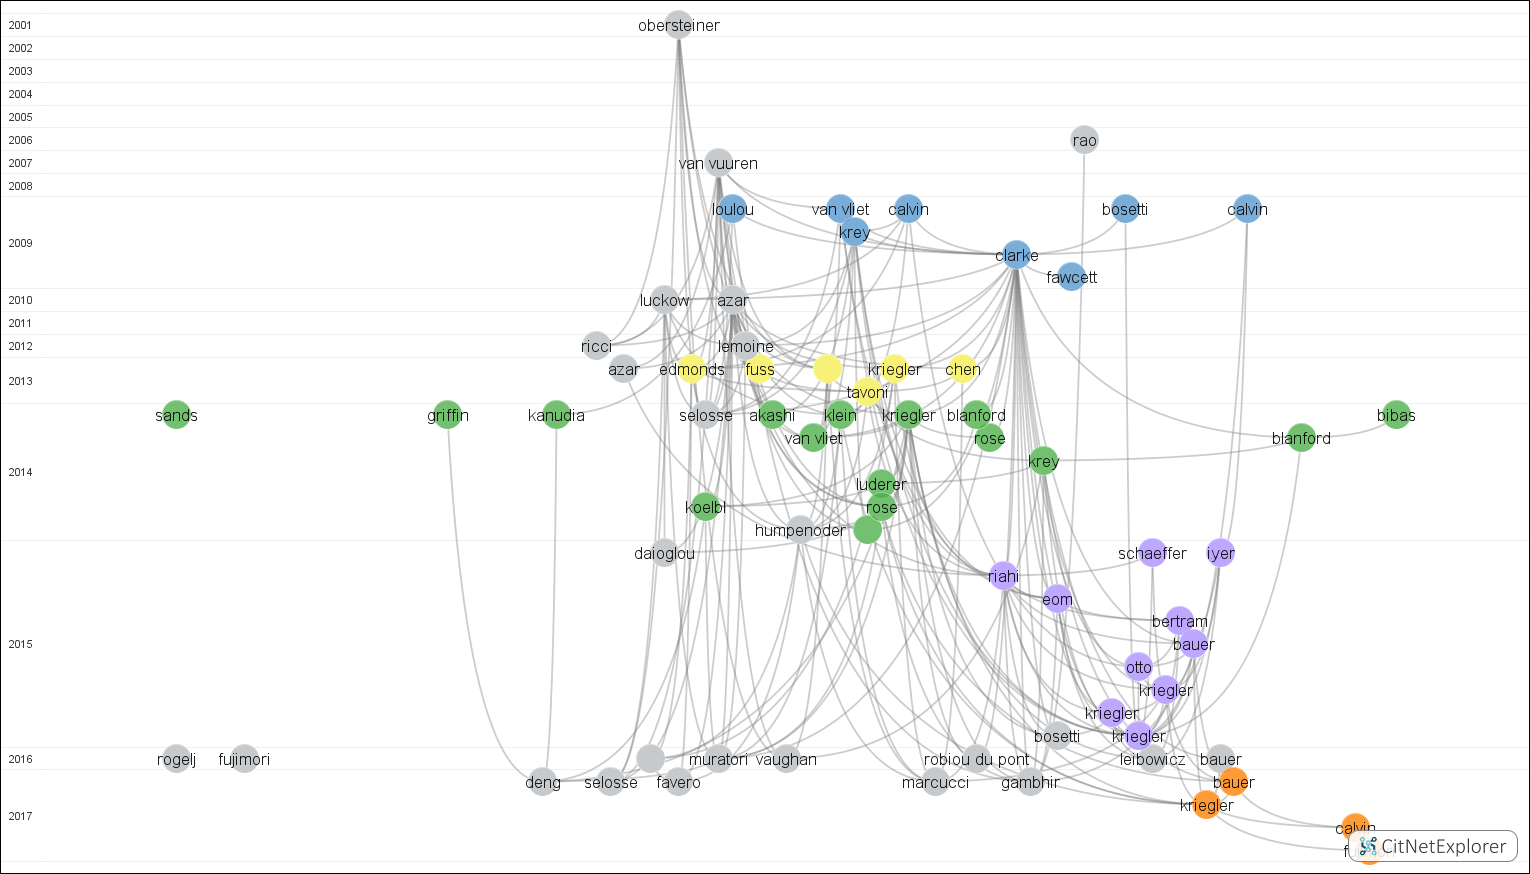 2001
obersteiner
2002
2003
2004
2005
2006
rao
2007
van vuuren
2008
loulou
van vliet
calvin
bosetti
calvin
krey
2009
clarke
fawcett
2010
luckow
azar
2011
2012
ricci
lemoine
azar
edmonds
fuss
kriegler
chen
2013
tavoni
sands
griffin
kanudia
selosse
akashi
klein
kriegler
blanford
bibas
van vliet
rose
blanford
krey
2014
luderer
koelbl
rose
humpenoder
daioglou
schaeffer
iyer
riahi
eom
bertram
2015
bauer
otto
kriegler
kriegler
bosetti
kriegler
2016
rogelj
fujimori
muratori
vaughan
robiou du pont
leibowicz
bauer
deng
selosse
favero
marcucci
gambhir
bauer
kriegler
2017
calvin
CitNetExplorer